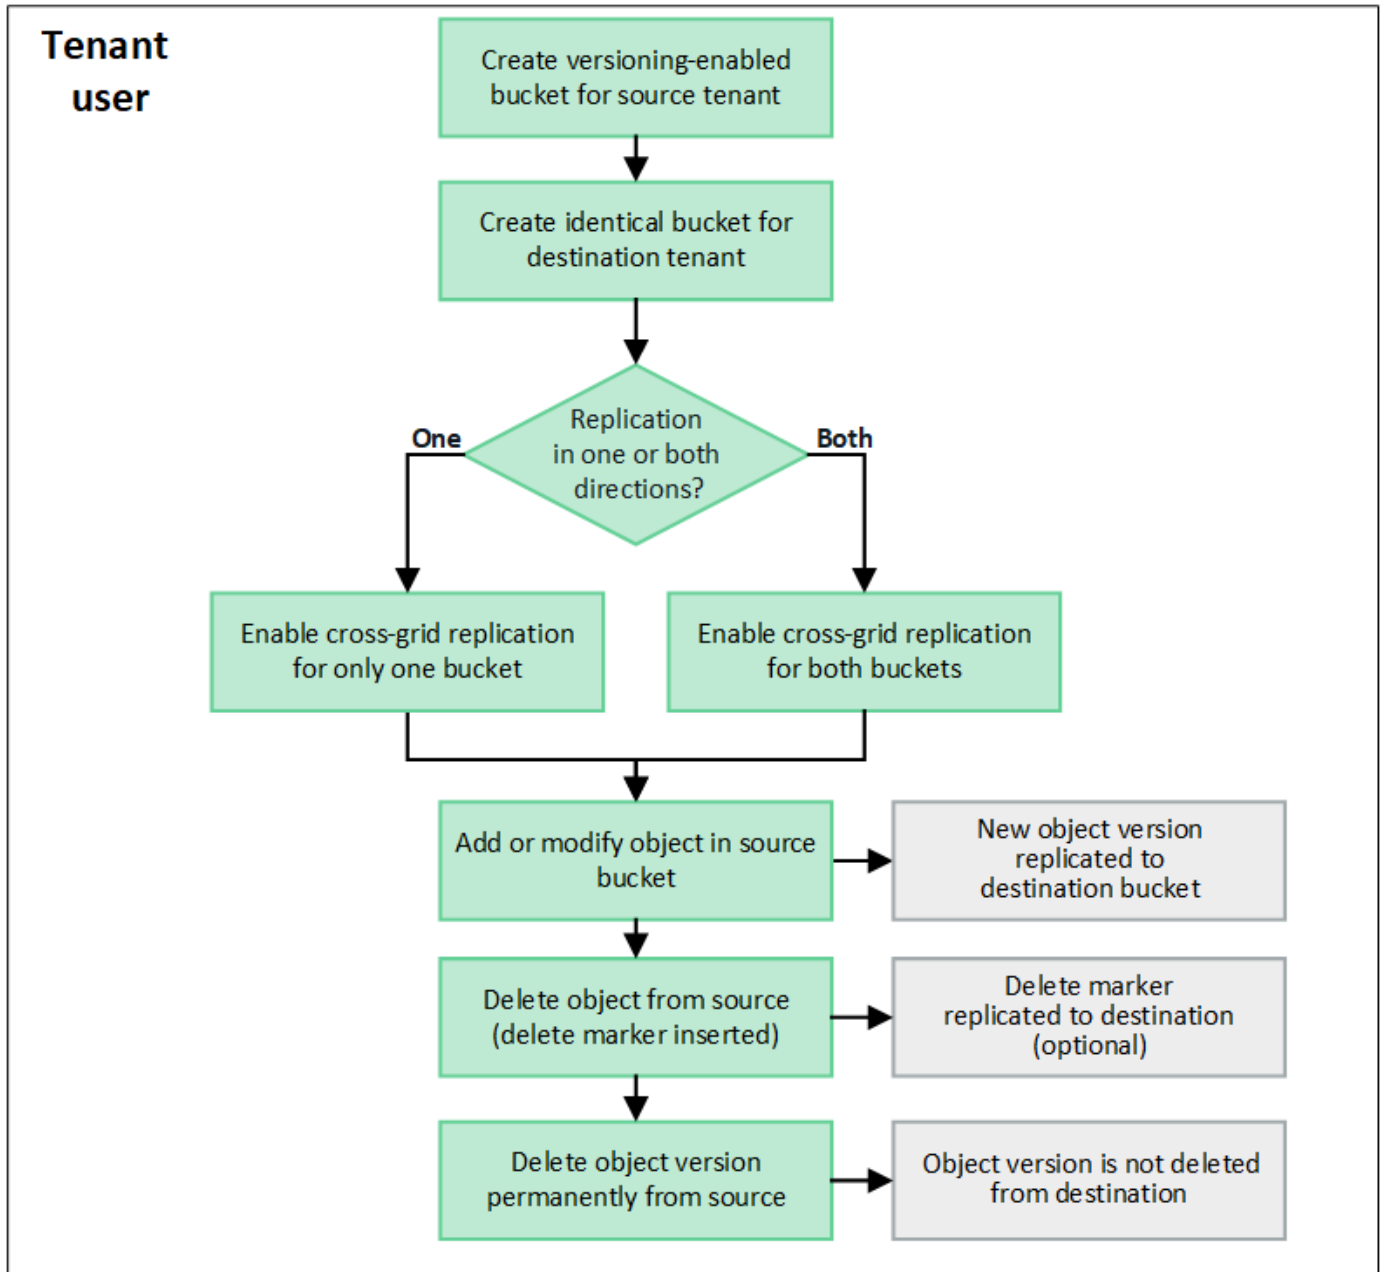 Tenant
user
Create versioning-enabled
bucket for source tenant
Create identical bucket for
destination tenant
Replication
in one or both
directions?
One
Both
Enable cross-grid replication
for only one bucket
Enable cross-grid replication
for both buckets
Add or modify object in source
bucket
New object version
replicated to
destination bucket
Delete object from source
(delete marker inserted)
Delete marker
replicated to destination
(optional)
Delete object version
permanently from source
Object version is not deleted
from destination